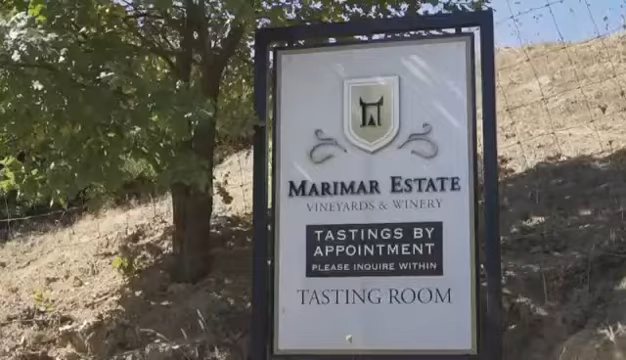 MARIMAR ESTATE
VINEYARDS & WINERY
TASTINGS BY
APPOINTMENT
PLEASE INQUIRE WITHIN
TASTING ROOM